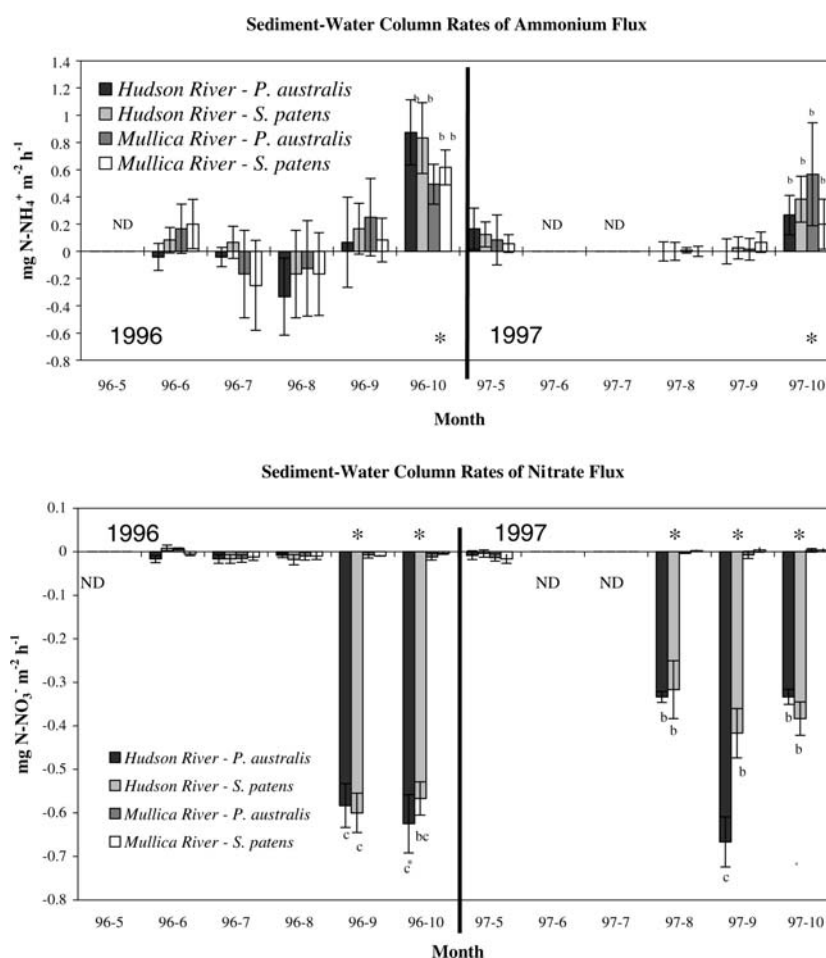 Sediment-Water Column Rates of Ammonium Flux
mg N-NH₄⁺ m⁻² h⁻¹
1.4
1.2
1
0.8
0.6
0.4
0.2
0
-0.2
-0.4
-0.6
-0.8
Hudson River - P. australis
Hudson River - S. patens
Mullica River - P. australis
Mullica River - S. patens
b b
b b
b b b b
ND ND ND
1996 * 1997 *
96-5 96-6 96-7 96-8 96-9 96-10 97-5 97-6 97-7 97-8 97-9 97-10
Month
Sediment-Water Column Rates of Nitrate Flux
mg N-NO₃⁻ m⁻² h⁻¹
0.1
0
-0.1
-0.2
-0.3
-0.4
-0.5
-0.6
-0.7
-0.8
1996 * * 1997 * * *
ND ND ND
b b b b
b
c c c* bc c
Hudson River - P. australis
Hudson River - S. patens
Mullica River - P. australis
Mullica River - S. patens
96-5 96-6 96-7 96-8 96-9 96-10 97-5 97-6 97-7 97-8 97-9 97-10
Month